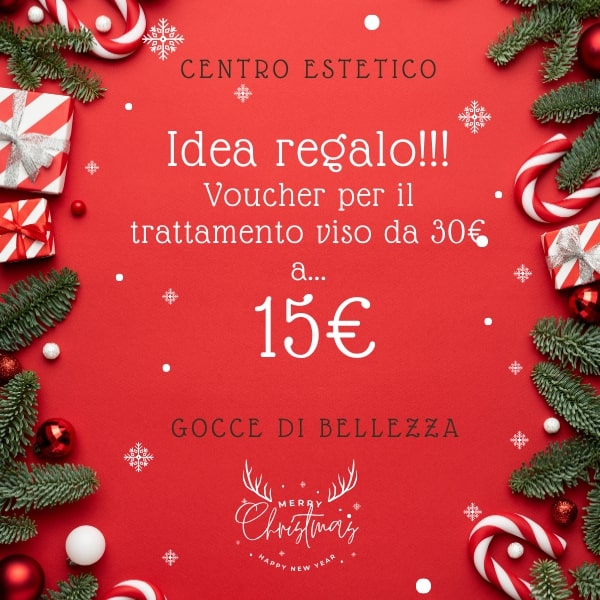 CENTRO ESTETICO
Idea regalo!!!
Voucher per il
trattamento viso da 30€
a...
15€
GOCCE DI BELLEZZA
MERRY
Christmas
HAPPY NEW YEAR